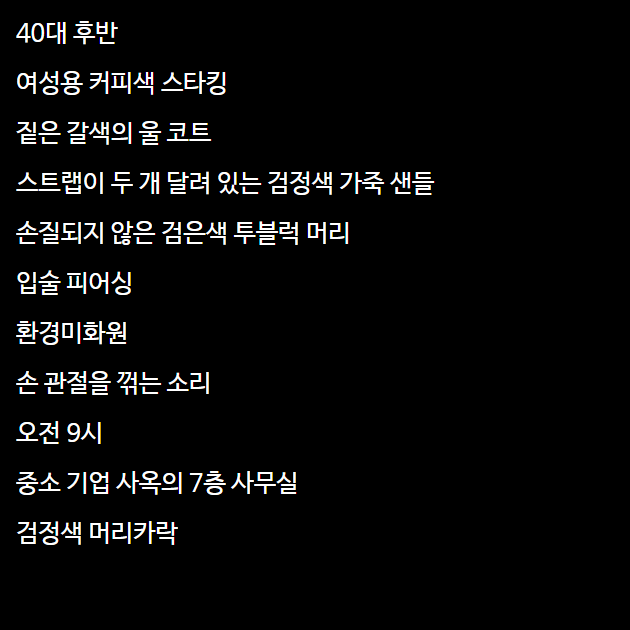 40대 후반
여성용 커피색 스타킹
짙은 갈색의 울 코트
스트랩이 두 개 달려 있는 검정색 가죽 샌들
손질되지 않은 검은색 투블럭 머리
입술 피어싱
환경미화원
손 관절을 꺾는 소리
오전 9시
중소 기업 사옥의 7층 사무실
검정색 머리카락